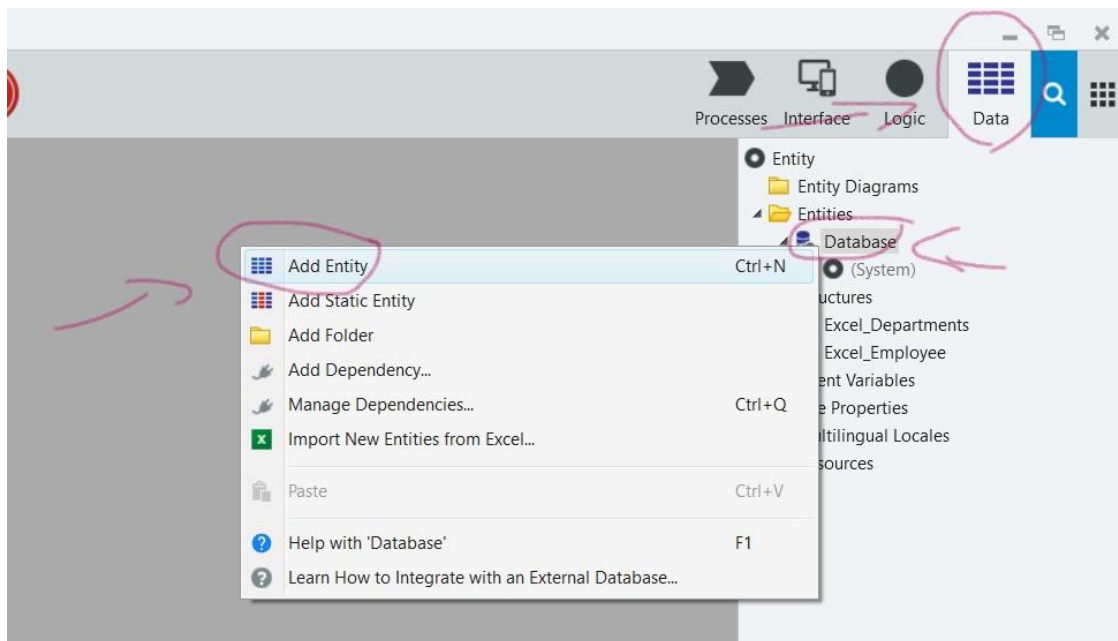 Processes Interface Logic Data
Entity
Entity Diagrams
Entities
Database
(System)
uctures
Excel_Departments
Excel_Employee
ent Variables
e Properties
ltilingual Locales
sources
Add Entity Ctrl+N
Add Static Entity
Add Folder
Add Dependency...
Manage Dependencies... Ctrl+Q
Import New Entities from Excel...
Paste Ctrl+V
Help with 'Database' F1
Learn How to Integrate with an External Database...